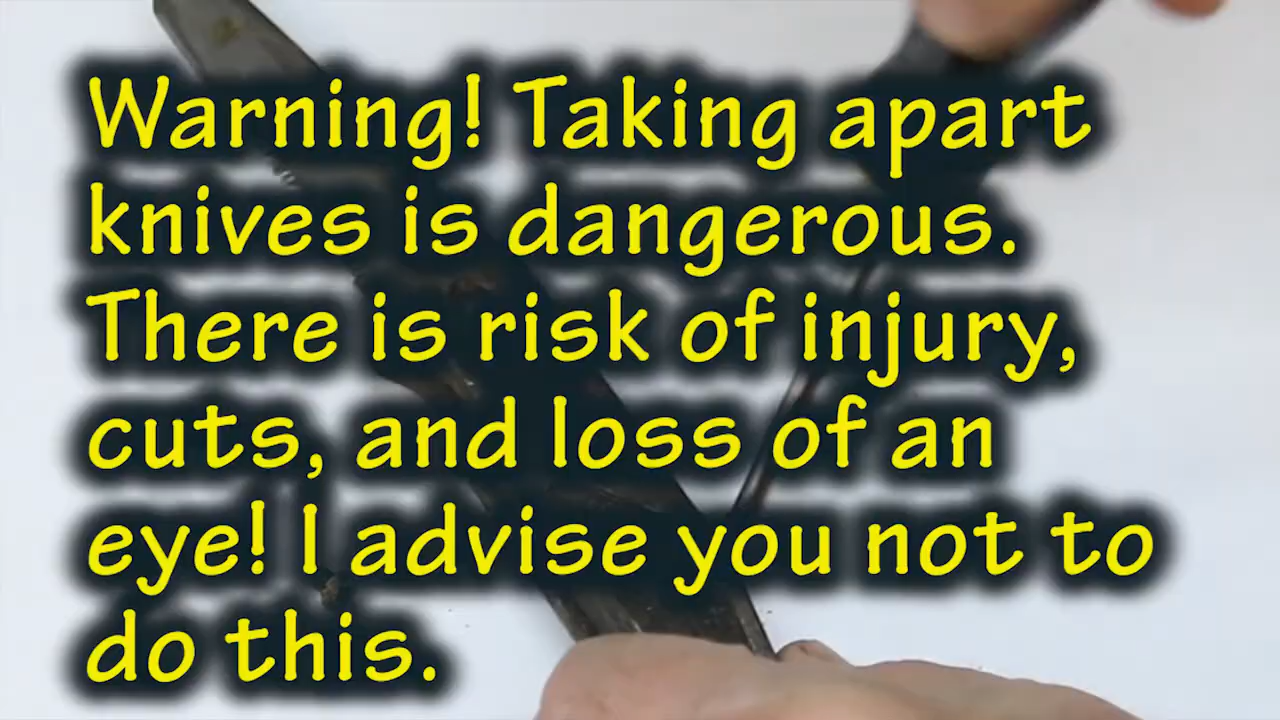 Warning! Taking apart
knives is dangerous.
There is risk of injury,
cuts, and loss of an
eye! I advise you not to
do this.